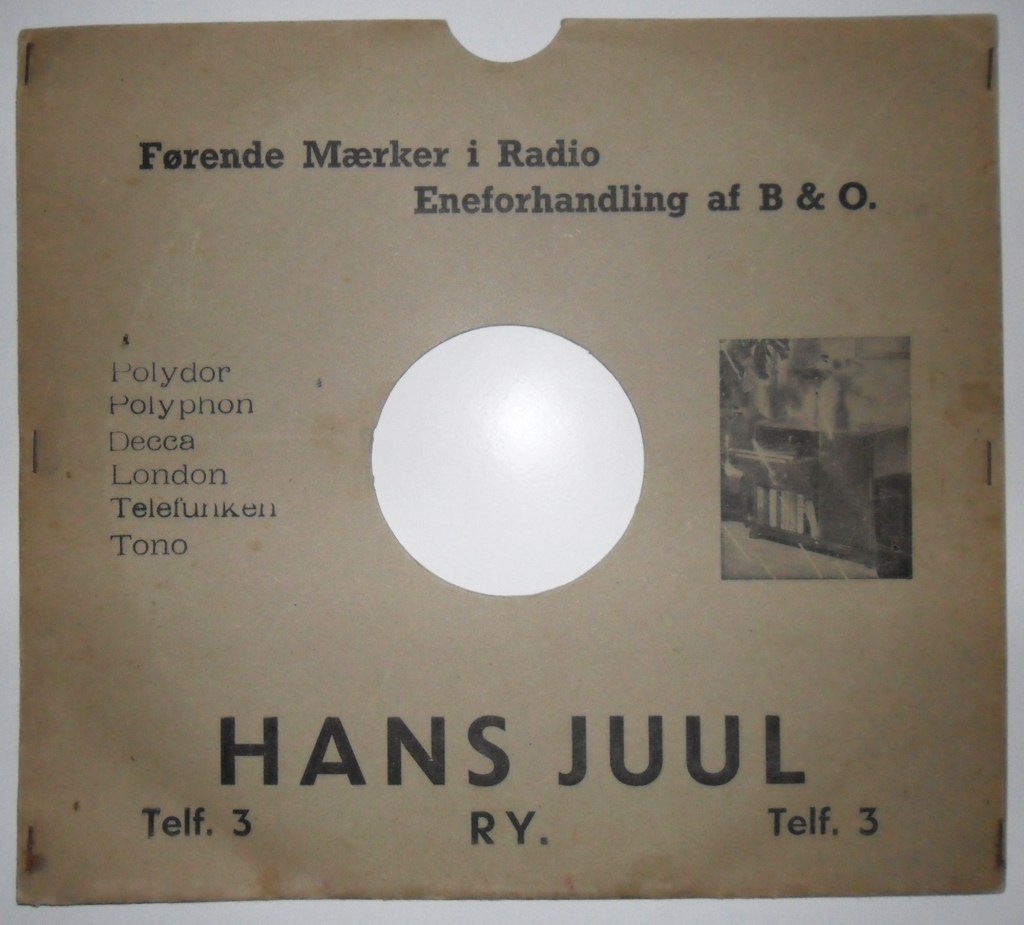 Førende Mærker i Radio
Eneforhandling af B & O.
Polydor
Polyphon
Decca
London
Telefunken
Tono
HANS JUUL
Telf. 3 RY. Telf. 3